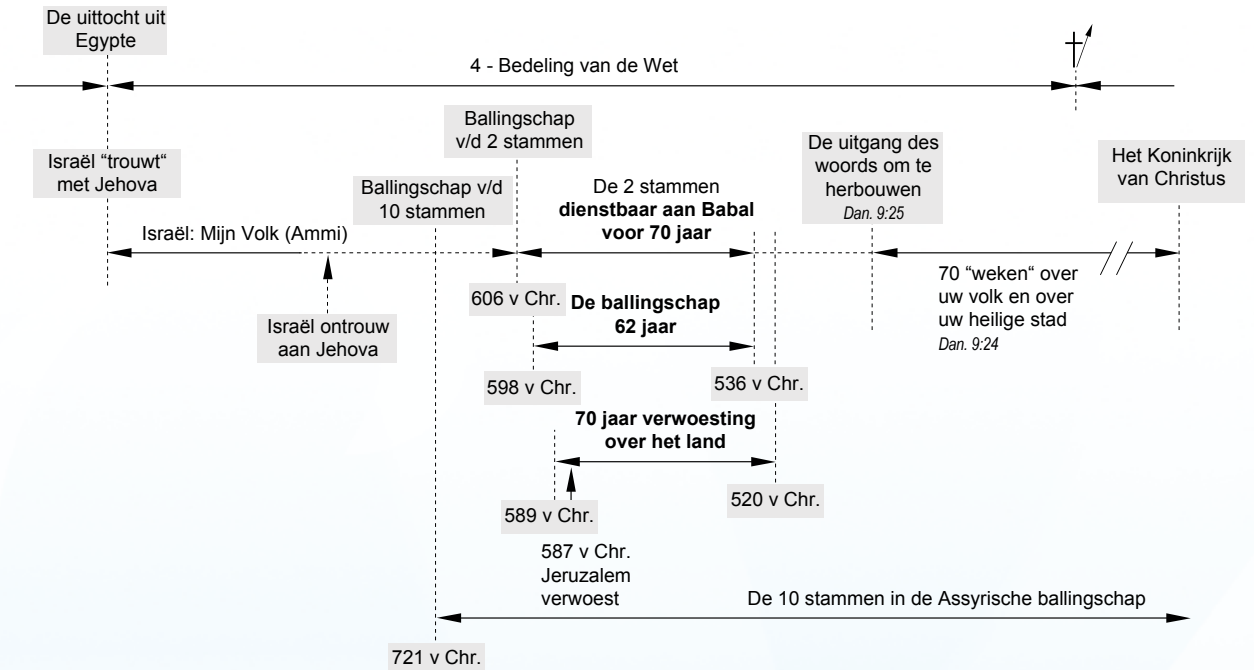 De uittocht uit
Egypte
4 - Bedeling van de Wet
Israël “trouwt“
met Jehova
Ballingschap
v/d 2 stammen
Ballingschap v/d
10 stammen
De 2 stammen
dienstbaar aan Babal
voor 70 jaar
De uitgang des
woords om te
herbouwen
Dan. 9:25
Het Koninkrijk
van Christus
Israël: Mijn Volk (Ammi)
Israël ontrouw
aan Jehova
606 v Chr.
De ballingschap
62 jaar
70 “weken“ over
uw volk en over
uw heilige stad
Dan. 9:24
598 v Chr.
536 v Chr.
70 jaar verwoesting
over het land
589 v Chr.
520 v Chr.
587 v Chr.
Jeruzalem
verwoest
De 10 stammen in de Assyrische ballingschap
721 v Chr.